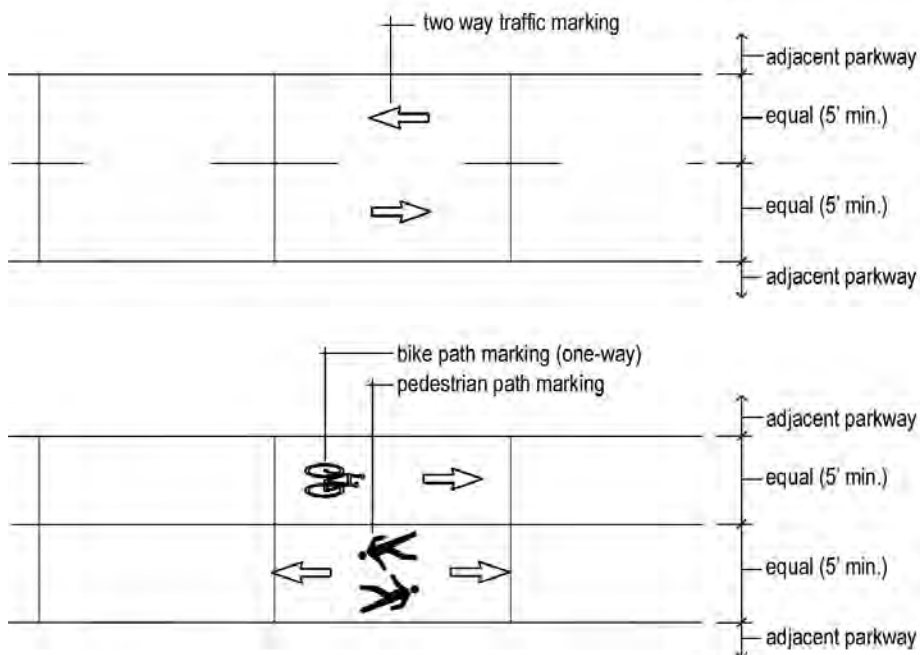 two way traffic marking
adjacent parkway
equal (5' min.)
equal (5' min.)
adjacent parkway
bike path marking (one-way)
pedestrian path marking
adjacent parkway
equal (5' min.)
equal (5' min.)
adjacent parkway